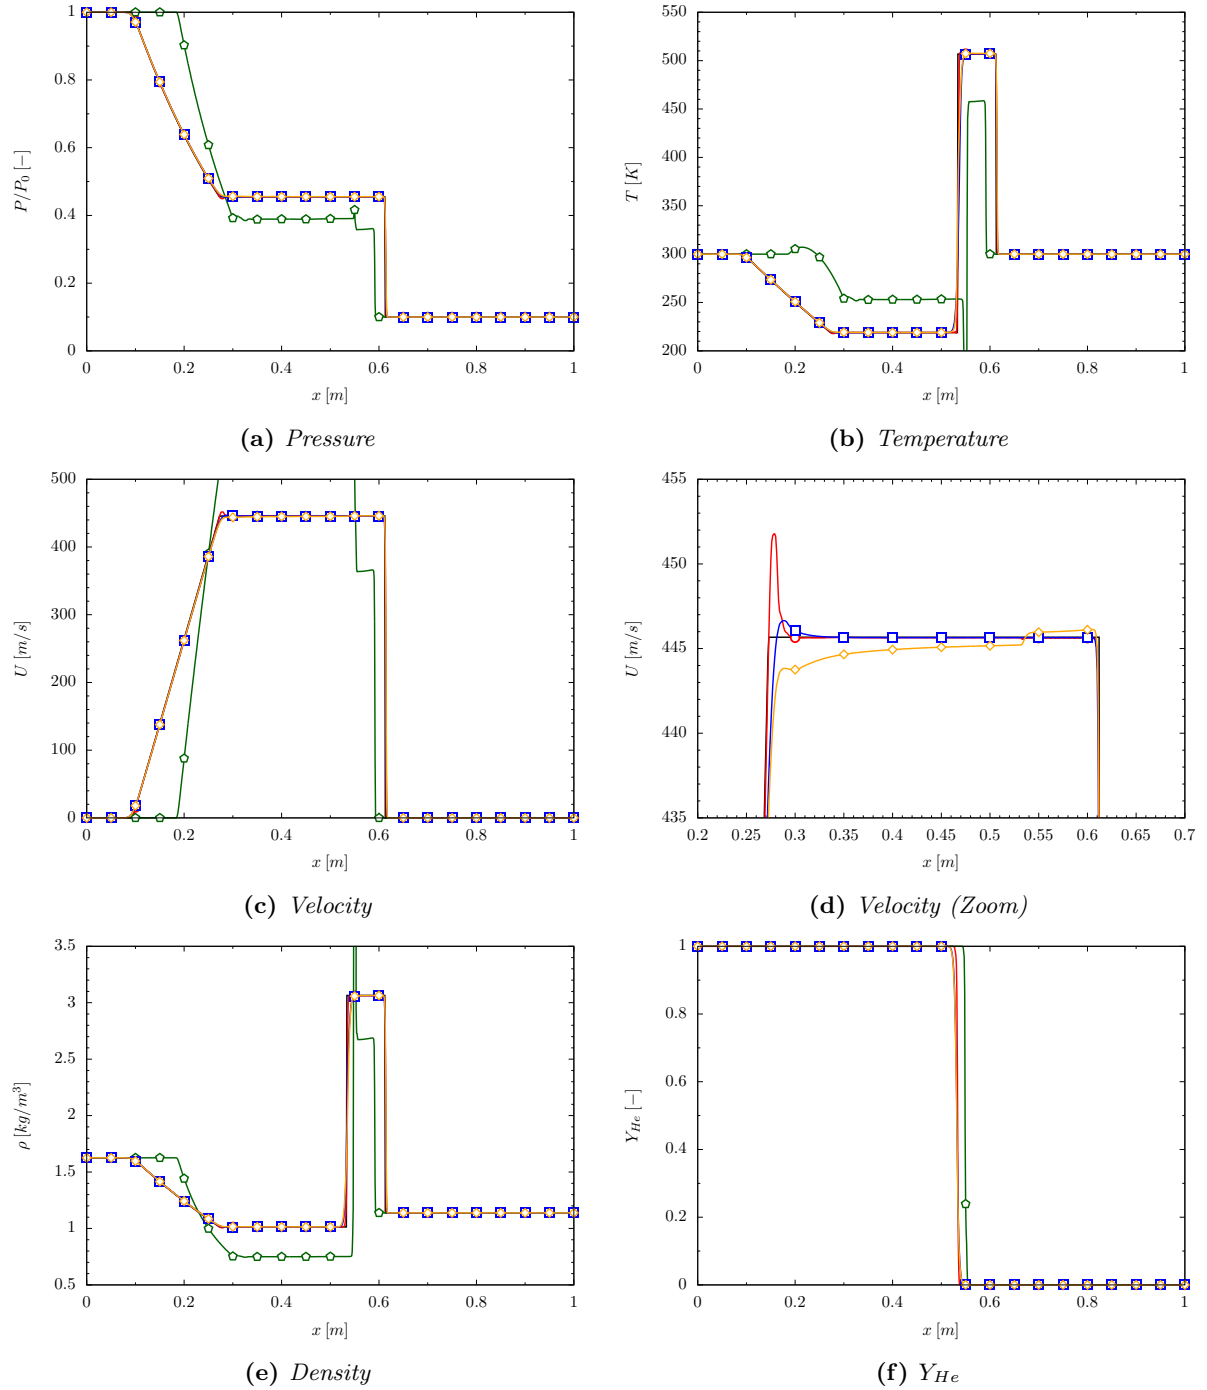 1
0.8
0.6
0.4
0.2
0
P/P₀ [−]
0 0.2 0.4 0.6 0.8 1
x [m]
(a) Pressure
500
450
400
350
300
250
200
T [K]
0 0.2 0.4 0.6 0.8 1
x [m]
(b) Temperature
500
400
300
200
100
0
U [m/s]
0 0.2 0.4 0.6 0.8 1
x [m]
(c) Velocity
455
450
445
440
435
U [m/s]
0.2 0.25 0.3 0.35 0.4 0.45 0.5 0.55 0.6 0.65 0.7
x [m]
(d) Velocity (Zoom)
3.5
3
2.5
2
1.5
1
0.5
ρ [kg/m³]
0 0.2 0.4 0.6 0.8 1
x [m]
(e) Density
1
0.8
0.6
0.4
0.2
0
Y_He [−]
0 0.2 0.4 0.6 0.8 1
x [m]
(f) Y_He